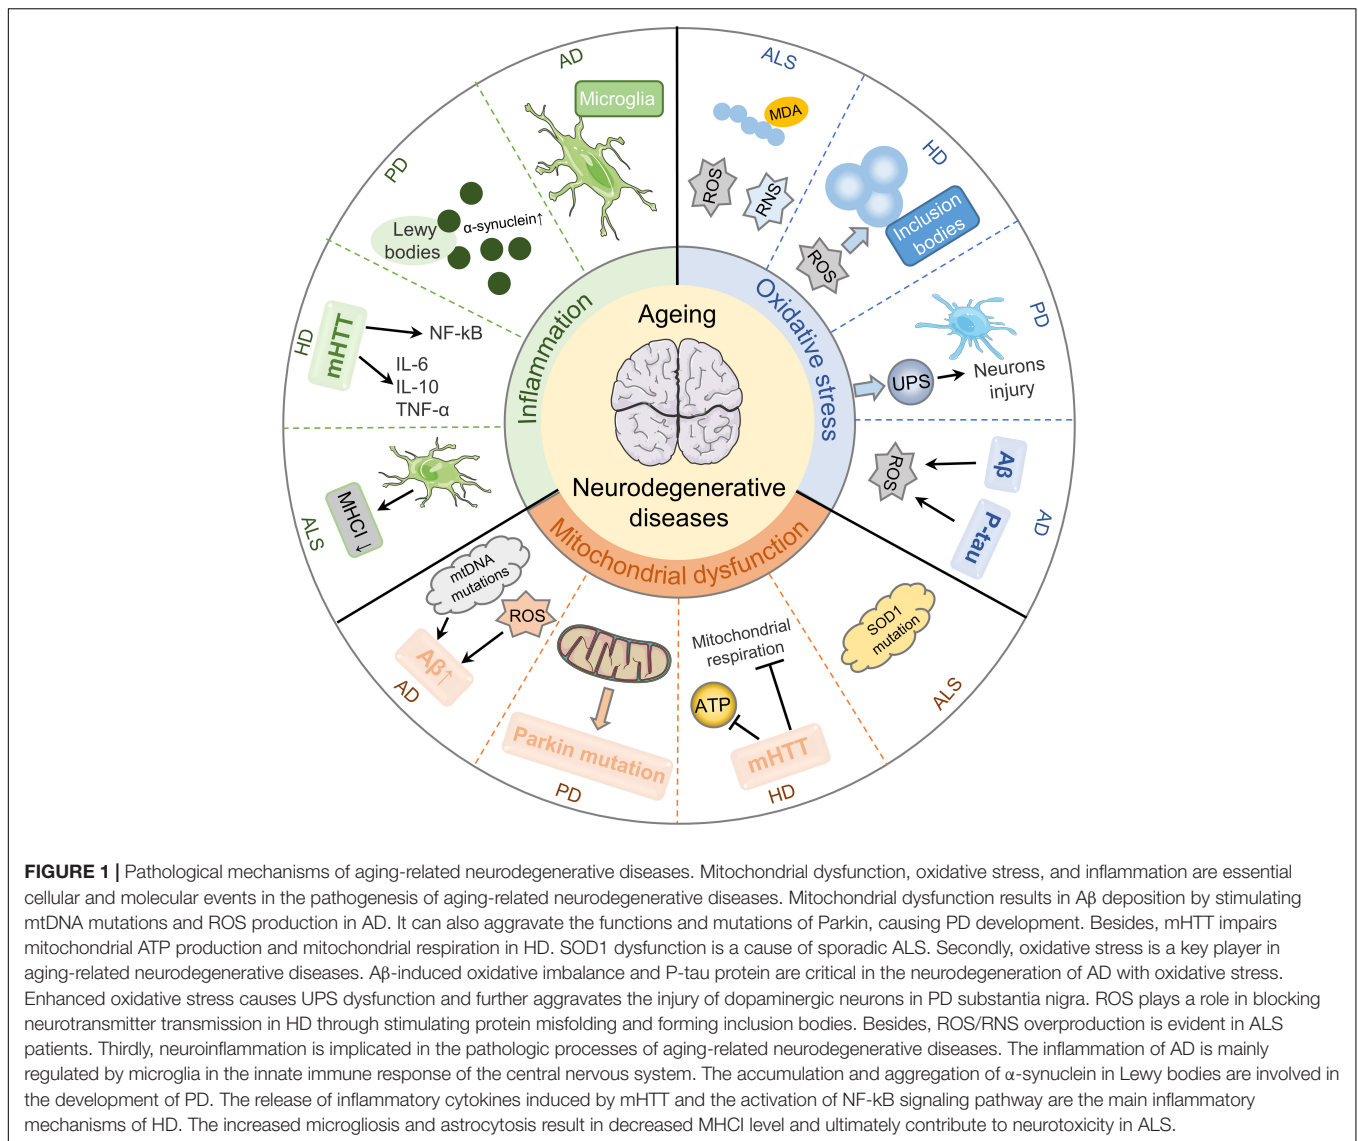 AD
Microglia
PD
Lewy
bodies
α-synuclein↑
HD
mHTT
NF-kB
IL-6
IL-10
TNF-α
ALS
MHCI ↓
Inflammation
ALS
MDA
ROS
RNS
HD
Inclusion
bodies
ROS
PD
UPS
Neurons
injury
AD
Aβ
P-tau
ROS
Oxidative stress
Ageing
Neurodegenerative
diseases
Mitochondrial dysfunction
mtDNA
mutations
ROS
Aβ↑
AD
Parkin mutation
PD
Mitochondrial
respiration
ATP
mHTT
HD
SOD1
mutation
ALS
FIGURE 1 | Pathological mechanisms of aging-related neurodegenerative diseases. Mitochondrial dysfunction, oxidative stress, and inflammation are essential
cellular and molecular events in the pathogenesis of aging-related neurodegenerative diseases. Mitochondrial dysfunction results in Aβ deposition by stimulating
mtDNA mutations and ROS production in AD. It can also aggravate the functions and mutations of Parkin, causing PD development. Besides, mHTT impairs
mitochondrial ATP production and mitochondrial respiration in HD. SOD1 dysfunction is a cause of sporadic ALS. Secondly, oxidative stress is a key player in
aging-related neurodegenerative diseases. Aβ-induced oxidative imbalance and P-tau protein are critical in the neurodegeneration of AD with oxidative stress.
Enhanced oxidative stress causes UPS dysfunction and further aggravates the injury of dopaminergic neurons in PD substantia nigra. ROS plays a role in blocking
neurotransmitter transmission in HD through stimulating protein misfolding and forming inclusion bodies. Besides, ROS/RNS overproduction is evident in ALS
patients. Thirdly, neuroinflammation is implicated in the pathologic processes of aging-related neurodegenerative diseases. The inflammation of AD is mainly
regulated by microglia in the innate immune response of the central nervous system. The accumulation and aggregation of α-synuclein in Lewy bodies are involved in
the development of PD. The release of inflammatory cytokines induced by mHTT and the activation of NF-kB signaling pathway are the main inflammatory
mechanisms of HD. The increased microgliosis and astrocytosis result in decreased MHCI level and ultimately contribute to neurotoxicity in ALS.